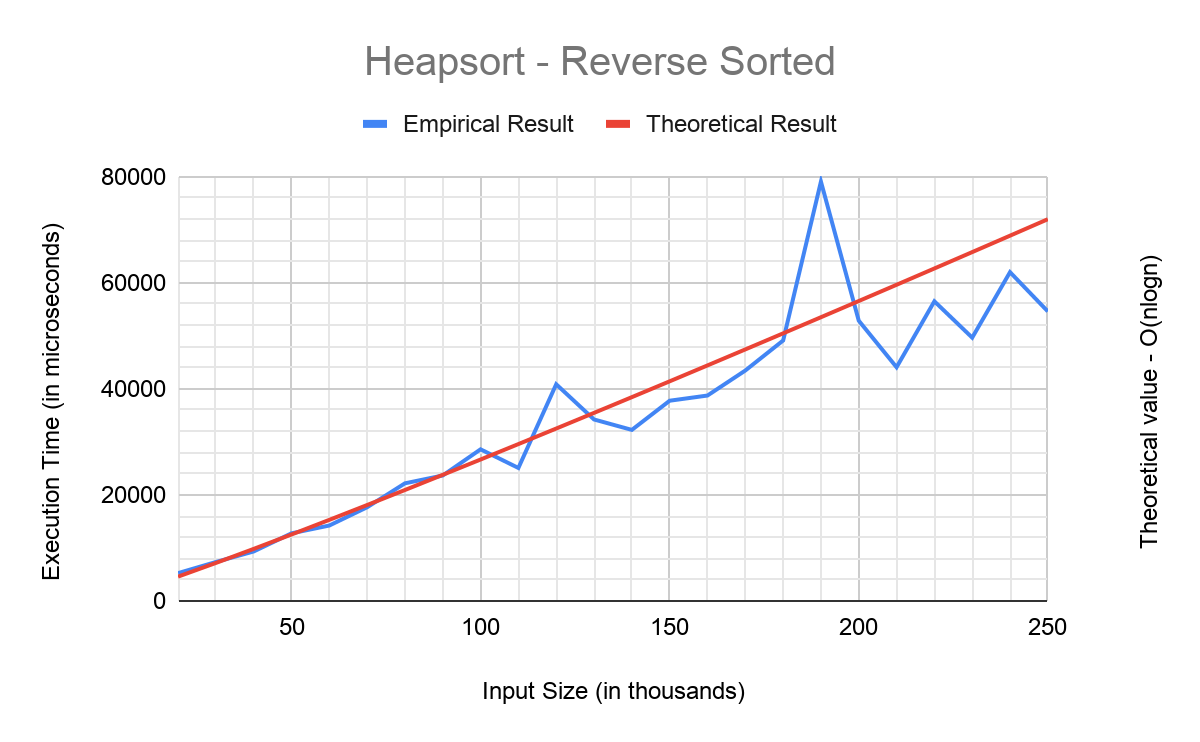 Heapsort - Reverse Sorted
Empirical Result
Theoretical Result
Execution Time (in microseconds)
80000
60000
40000
20000
0
50
100
150
200
250
Input Size (in thousands)
Theoretical value - O(nlogn)